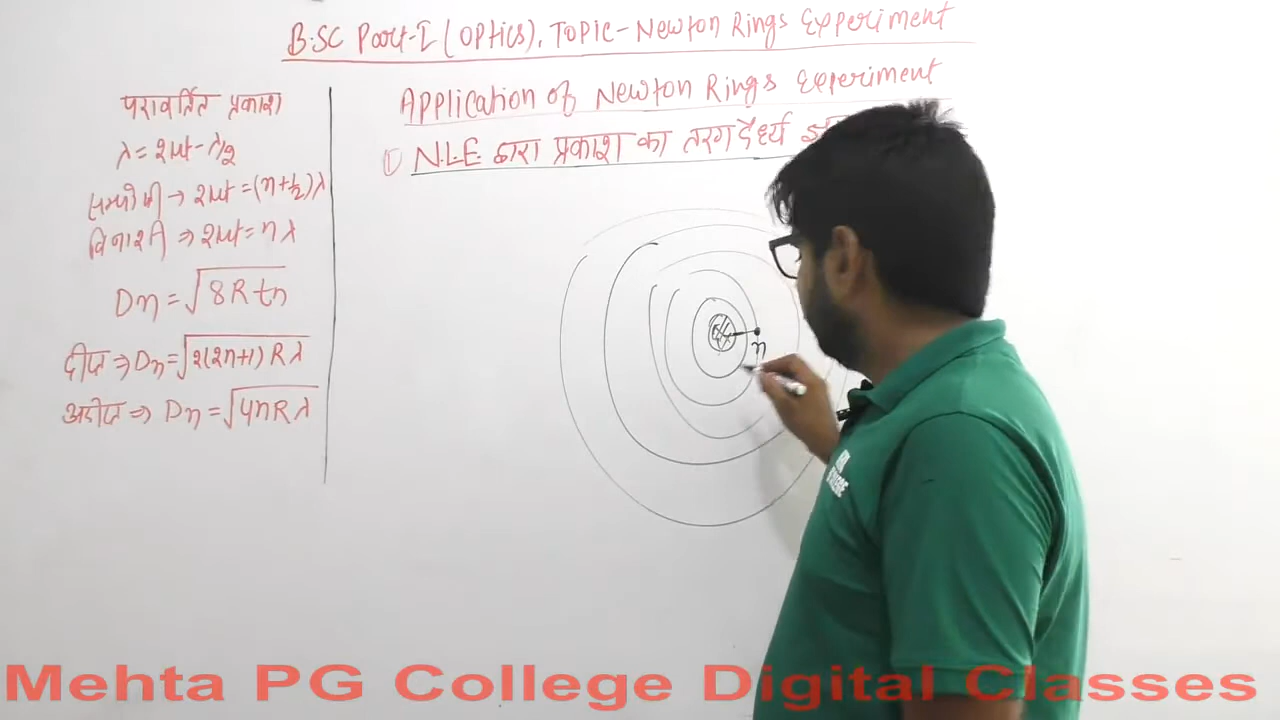 B.SC Part-I (optics), Topic-Newton Rings Experiment
Application of Newton Rings Experiment
① N.L.E. द्वारा प्रकाश का तरंगदैर्ध्य
परावर्तित प्रकाश
λ = 2μt - λ/2
→ 2μt = (n+1/2)λ
विनाशी ⇒ 2μt = nλ
Dn = √8R tn
दीप्त ⇒ Dn = √2(2n+1) Rλ
अदीप्त ⇒ Dn = √4nRλ
n
Mehta PG College Digital Classes